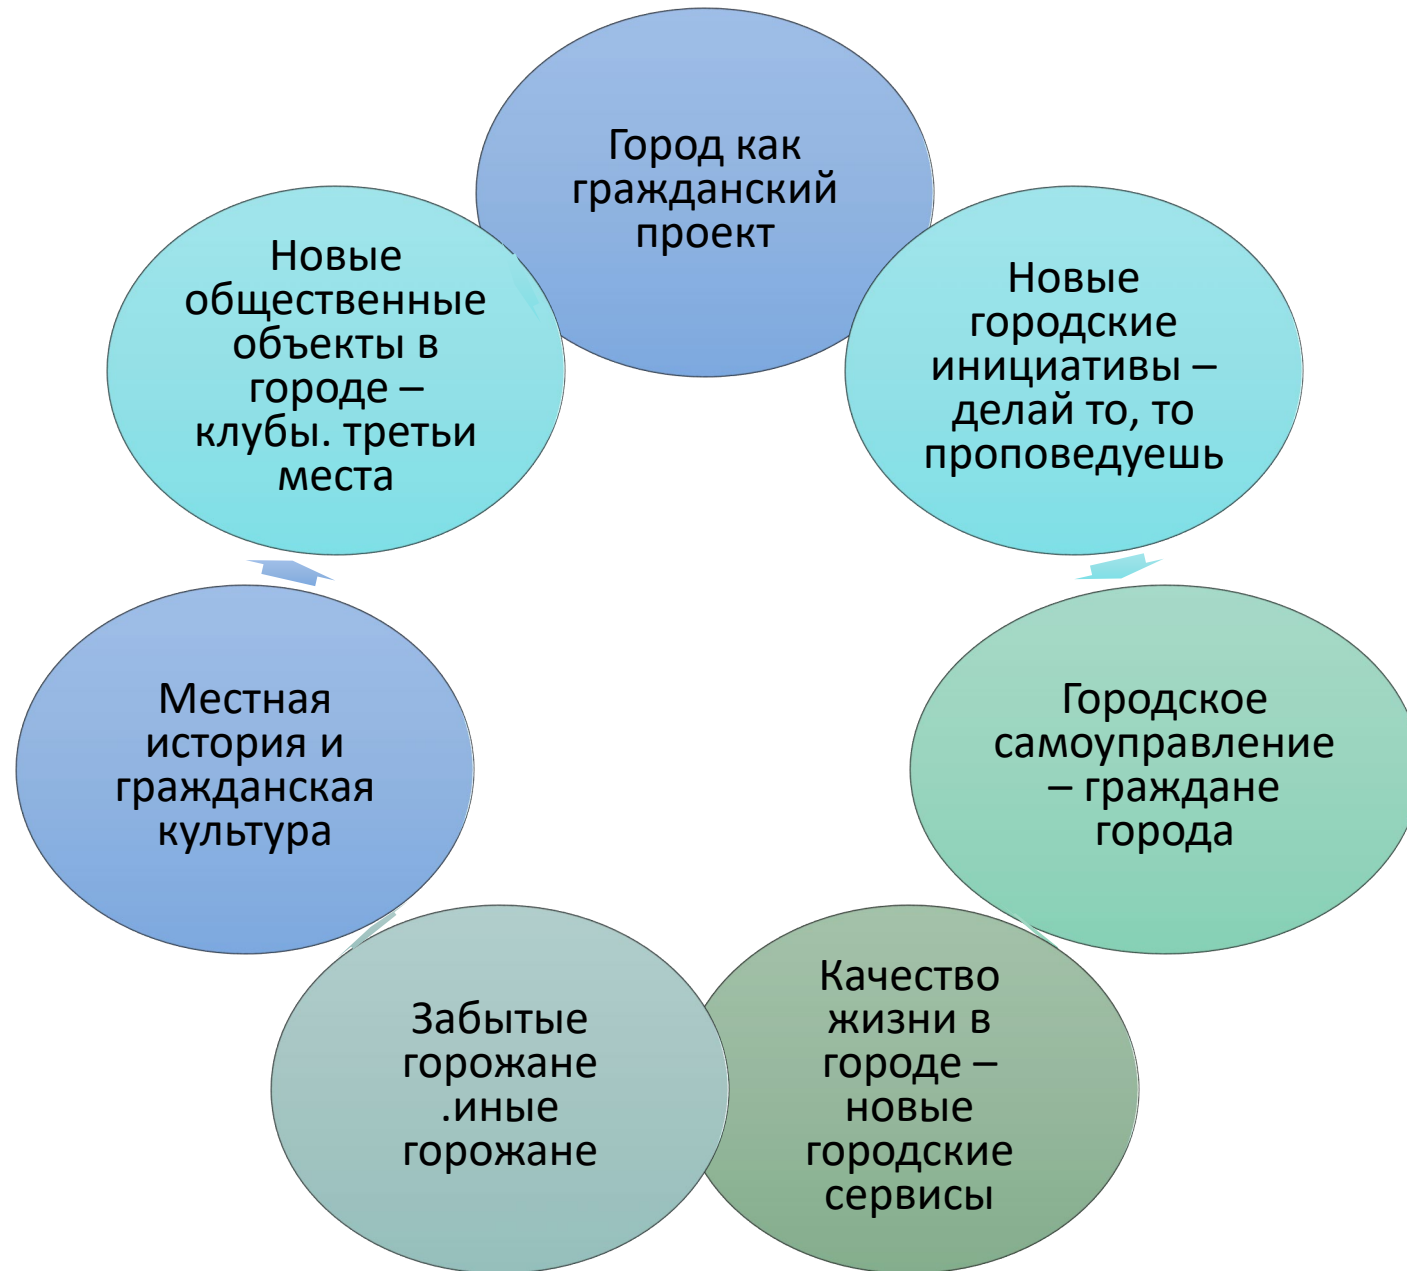 Город как
гражданский
проект
Новые
городские
инициативы –
делай то, то
проповедуешь
Городское
самоуправление
– граждане
города
Качество
жизни в
городе –
новые
городские
сервисы
Забытые
горожане
.иные
горожане
Местная
история и
гражданская
культура
Новые
общественные
объекты в
городе –
клубы. третьи
места